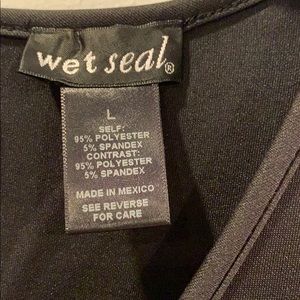 wet seal®
L
SELF:
95% POLYESTER
5% SPANDEX
CONTRAST:
95% POLYESTER
5% SPANDEX
MADE IN MEXICO
SEE REVERSE
FOR CARE